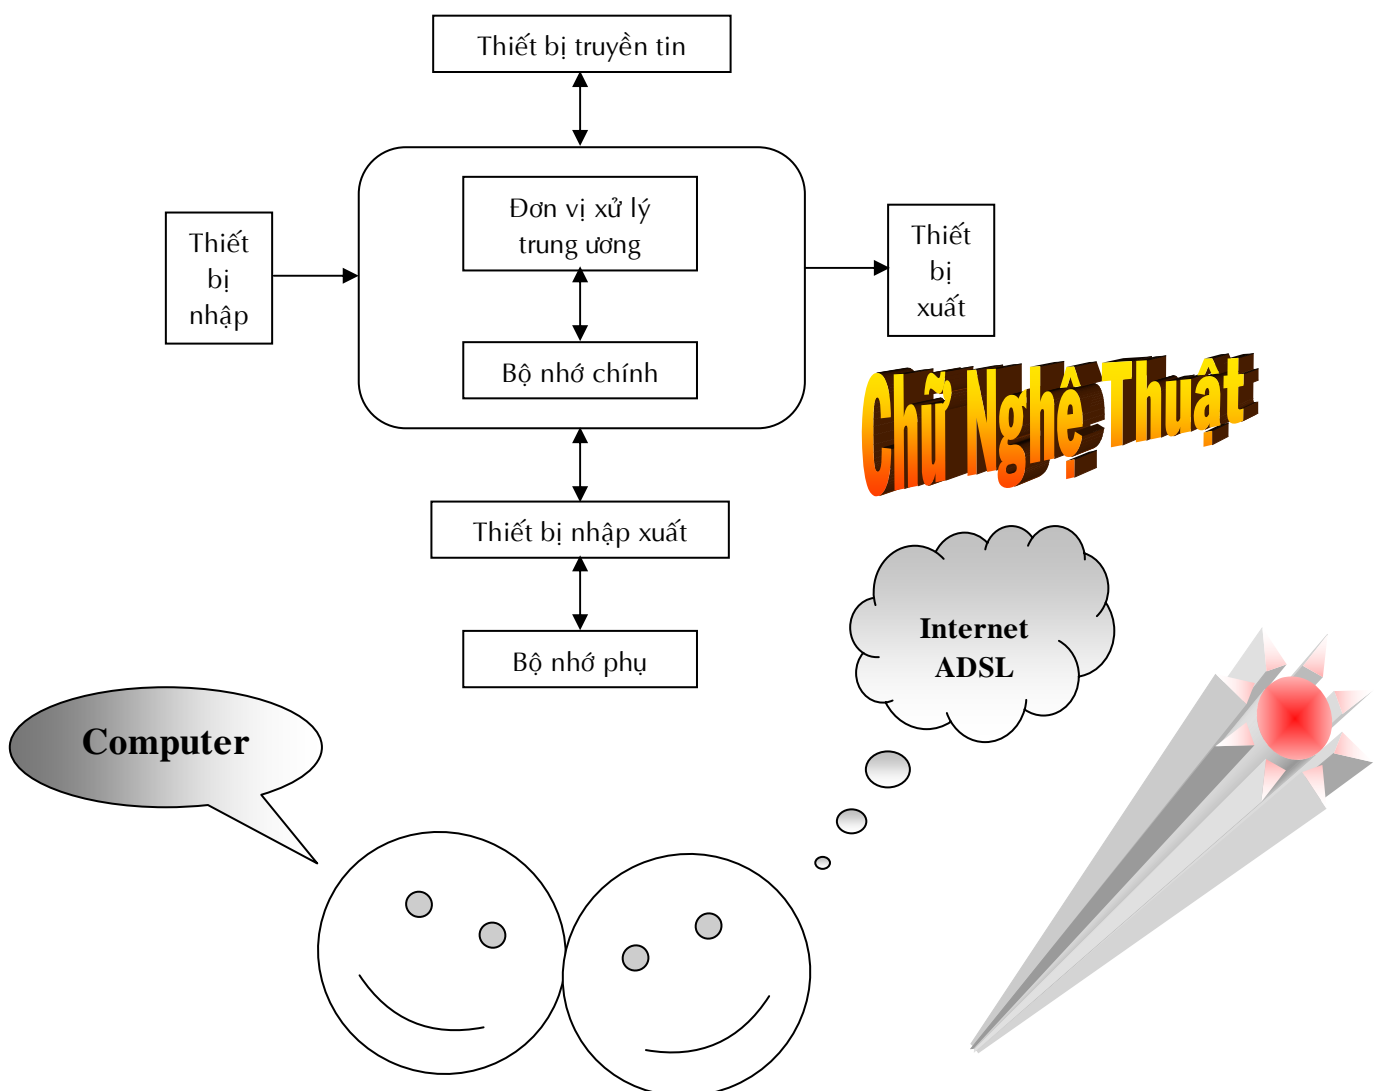 Thiết bị truyền tin
Đơn vị xử lý
trung ương
Thiết
bị
nhập
Thiết
bị
xuất
Bộ nhớ chính
Chữ Nghệ Thuật
Thiết bị nhập xuất
Bộ nhớ phụ
Internet
ADSL
Computer